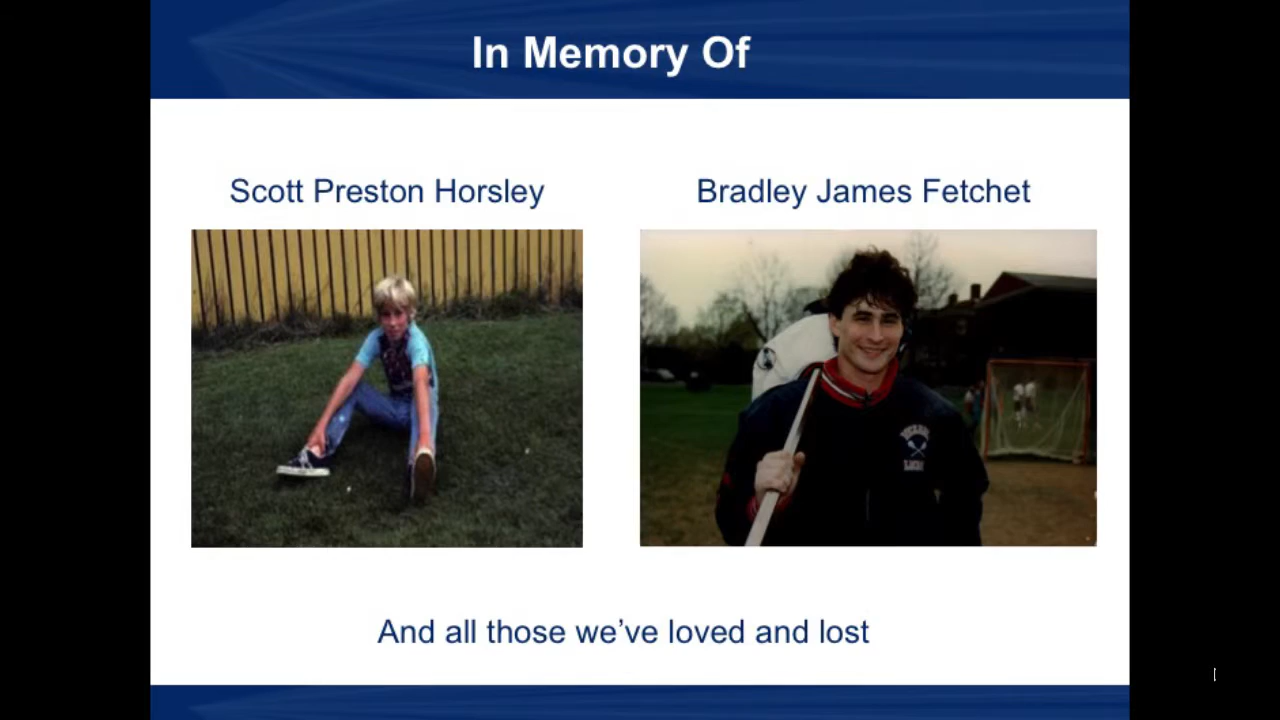 In Memory Of
Scott Preston Horsley
Bradley James Fetchet
And all those we’ve loved and lost